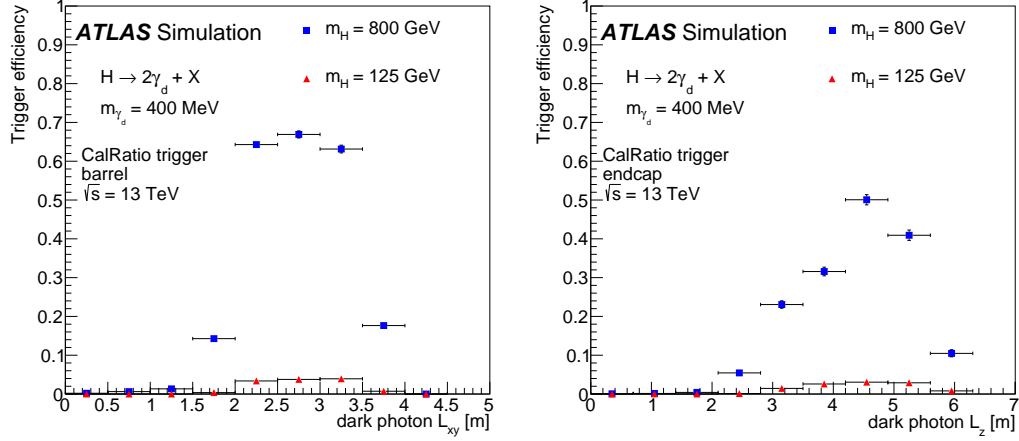 Trigger efficiency
1
0.9
0.8
0.7
0.6
0.5
0.4
0.3
0.2
0.1
0
ATLAS Simulation
m_H = 800 GeV
H → 2γ_d + X
m_H = 125 GeV
m_γ_d = 400 MeV
CalRatio trigger
barrel
√s = 13 TeV
0 0.5 1 1.5 2 2.5 3 3.5 4 4.5 5
dark photon L_xy [m]
Trigger efficiency
1
0.9
0.8
0.7
0.6
0.5
0.4
0.3
0.2
0.1
0
ATLAS Simulation
m_H = 800 GeV
H → 2γ_d + X
m_H = 125 GeV
m_γ_d = 400 MeV
CalRatio trigger
endcap
√s = 13 TeV
0 1 2 3 4 5 6 7
dark photon L_z [m]